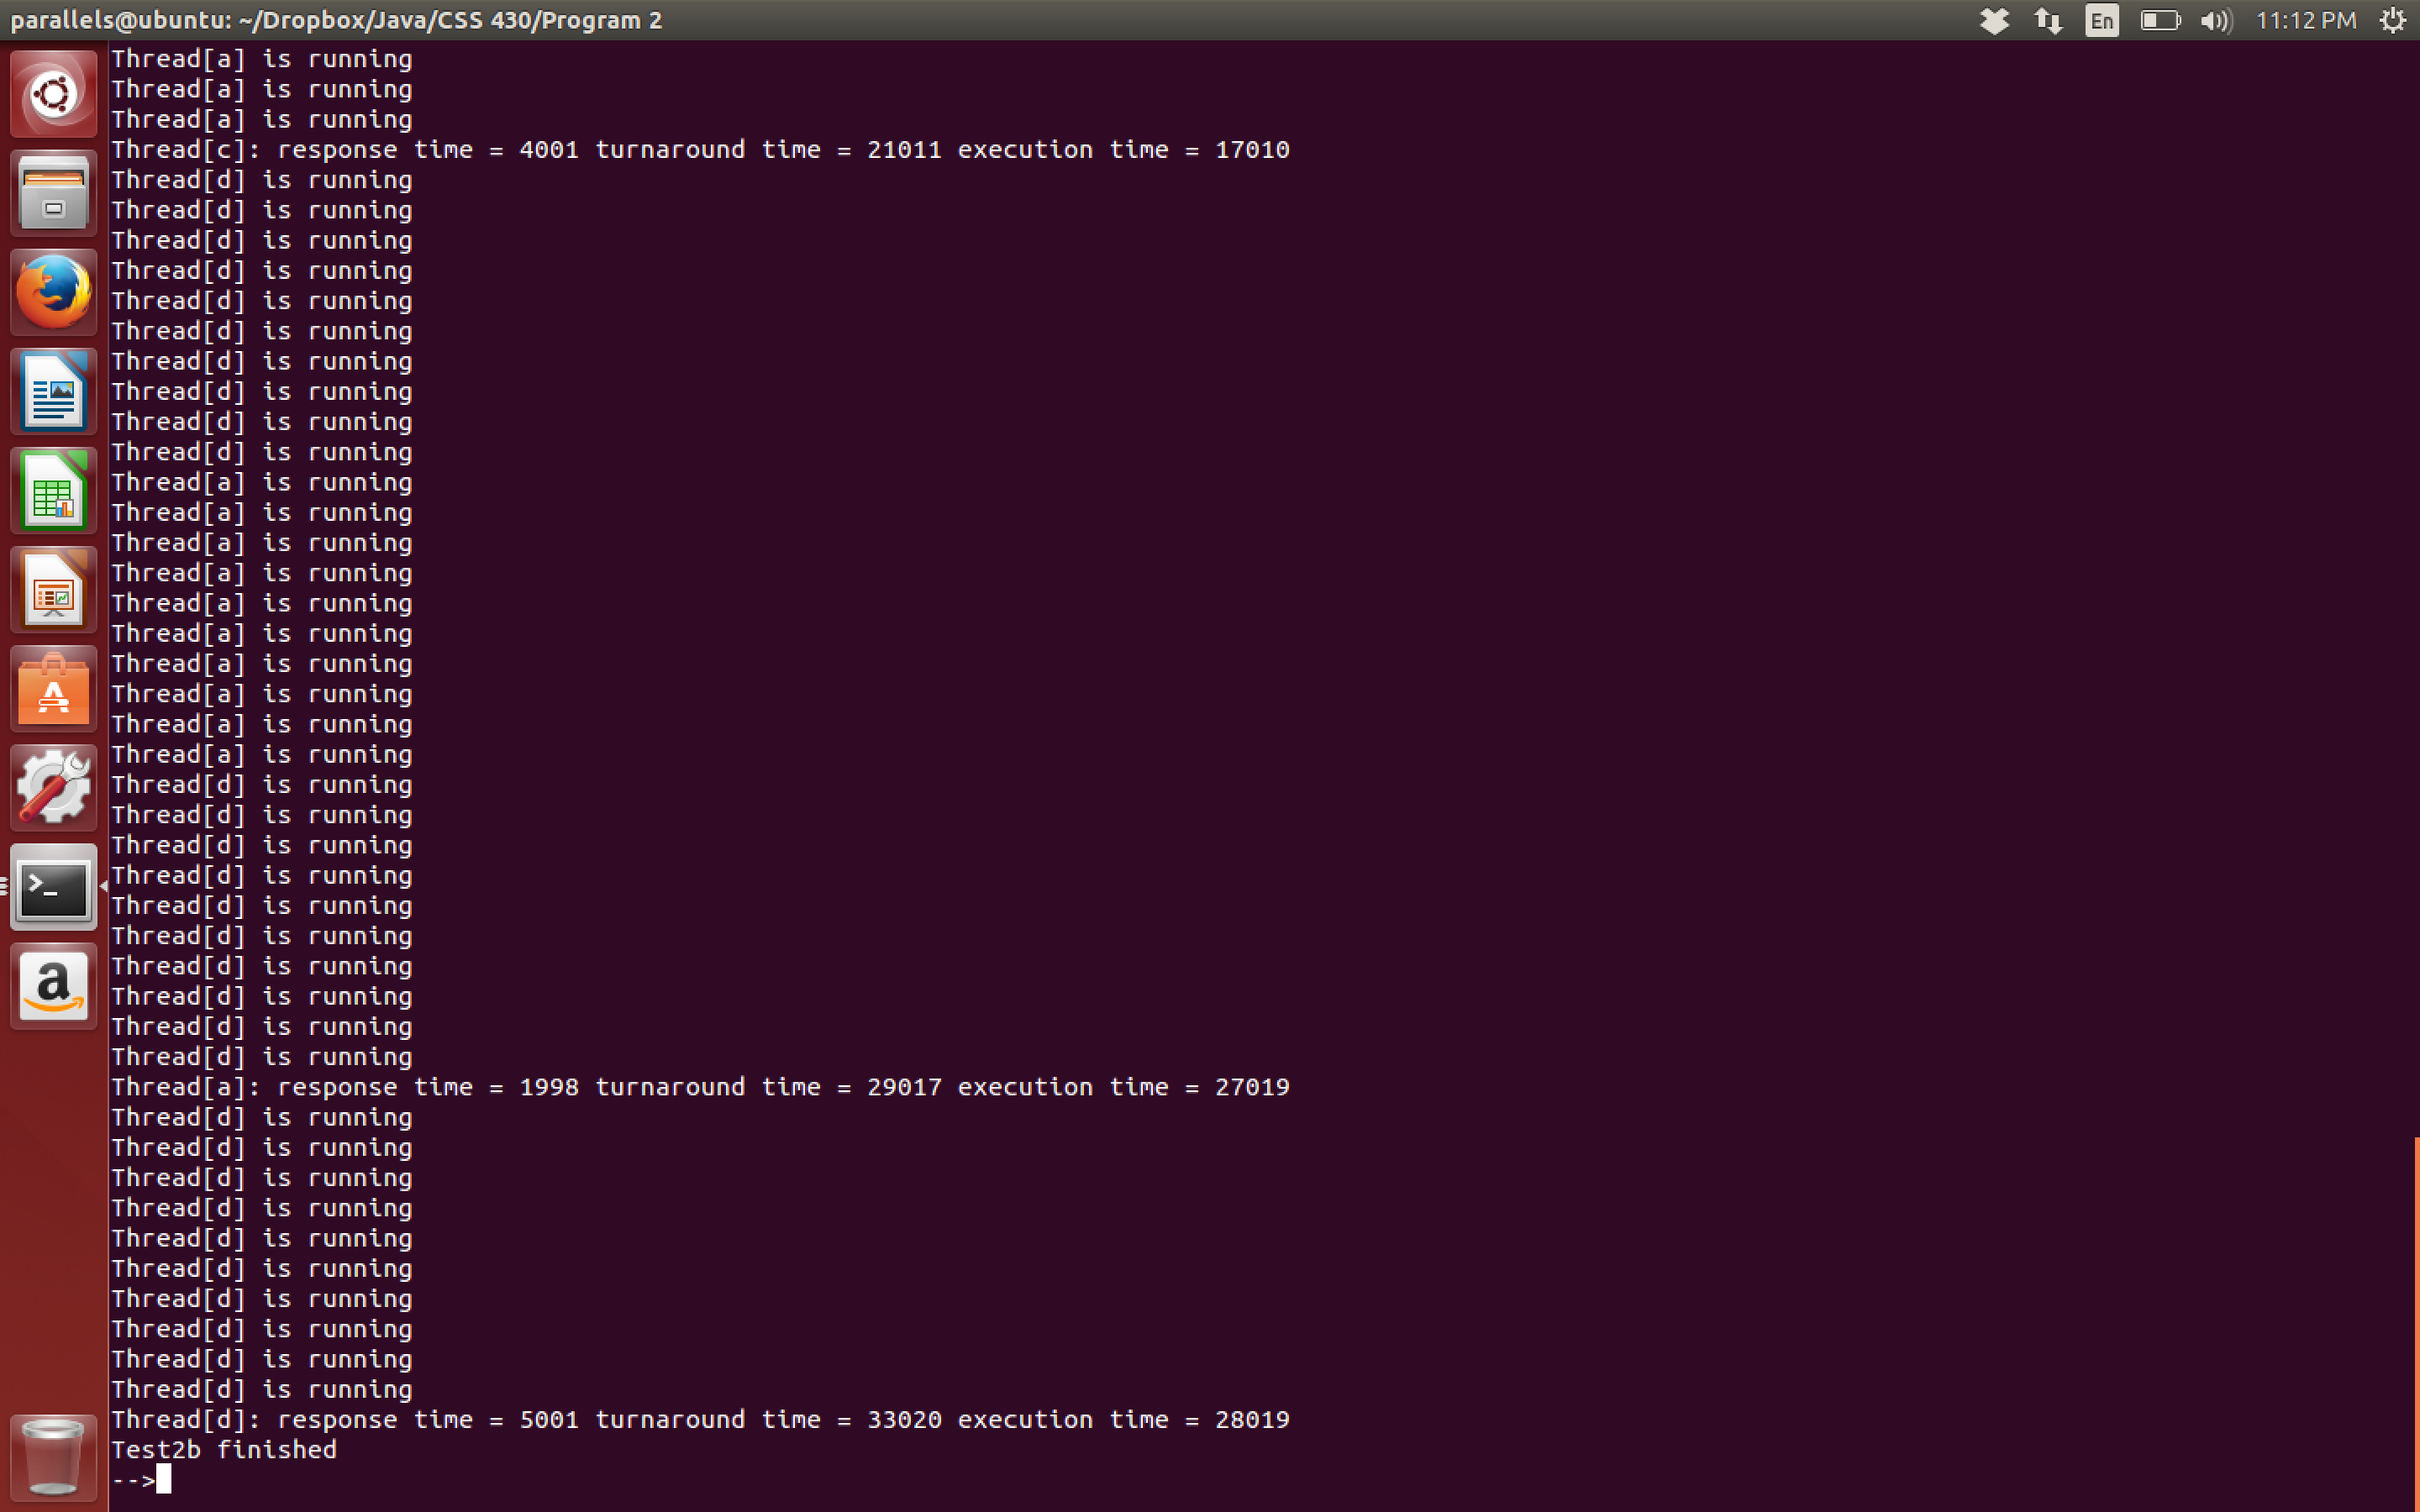 parallels@ubuntu: ~/Dropbox/Java/CSS 430/Program 2
En
11:12 PM
Thread[a] is running
Thread[a] is running
Thread[a] is running
Thread[c]: response time = 4001 turnaround time = 21011 execution time = 17010
Thread[d] is running
Thread[d] is running
Thread[d] is running
Thread[d] is running
Thread[d] is running
Thread[d] is running
Thread[d] is running
Thread[d] is running
Thread[d] is running
Thread[d] is running
Thread[a] is running
Thread[a] is running
Thread[a] is running
Thread[a] is running
Thread[a] is running
Thread[a] is running
Thread[a] is running
Thread[a] is running
Thread[a] is running
Thread[a] is running
Thread[d] is running
Thread[d] is running
Thread[d] is running
Thread[d] is running
Thread[d] is running
Thread[d] is running
Thread[d] is running
Thread[d] is running
Thread[d] is running
Thread[d] is running
Thread[a]: response time = 1998 turnaround time = 29017 execution time = 27019
Thread[d] is running
Thread[d] is running
Thread[d] is running
Thread[d] is running
Thread[d] is running
Thread[d] is running
Thread[d] is running
Thread[d] is running
Thread[d] is running
Thread[d] is running
Thread[d]: response time = 5001 turnaround time = 33020 execution time = 28019
Test2b finished
-->